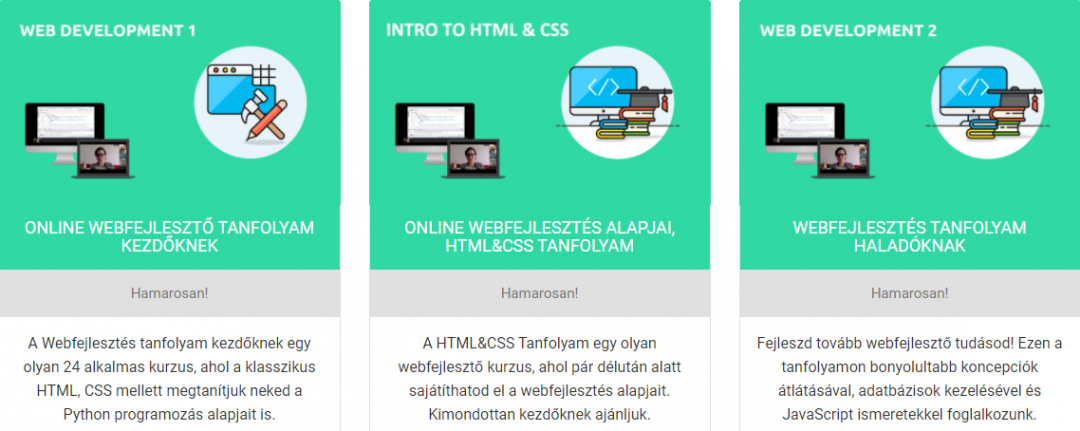 WEB DEVELOPMENT 1
ONLINE WEBFEJLESZTŐ TANFOLYAM
KEZDŐKNEK
Hamarosan!
A Webfejlesztés tanfolyam kezdőknek egy
olyan 24 alkalmas kurzus, ahol a klasszikus
HTML, CSS mellett megtanítjuk neked a
Python programozás alapjait is.
INTRO TO HTML & CSS
</>
ONLINE WEBFEJLESZTÉS ALAPJAI,
HTML&CSS TANFOLYAM
Hamarosan!
A HTML&CSS Tanfolyam egy olyan
webfejlesztő kurzus, ahol pár délután alatt
sajátíthatod el a webfejlesztés alapjait.
Kimondottan kezdőknek ajánljuk.
WEB DEVELOPMENT 2
</>
WEBFEJLESZTÉS TANFOLYAM
HALADÓKNAK
Hamarosan!
Fejleszd tovább webfejlesztő tudásod! Ezen a
tanfolyamon bonyolultabb koncepciók
átlátásával, adatbázisok kezelésével és
JavaScript ismeretekkel foglalkozunk.